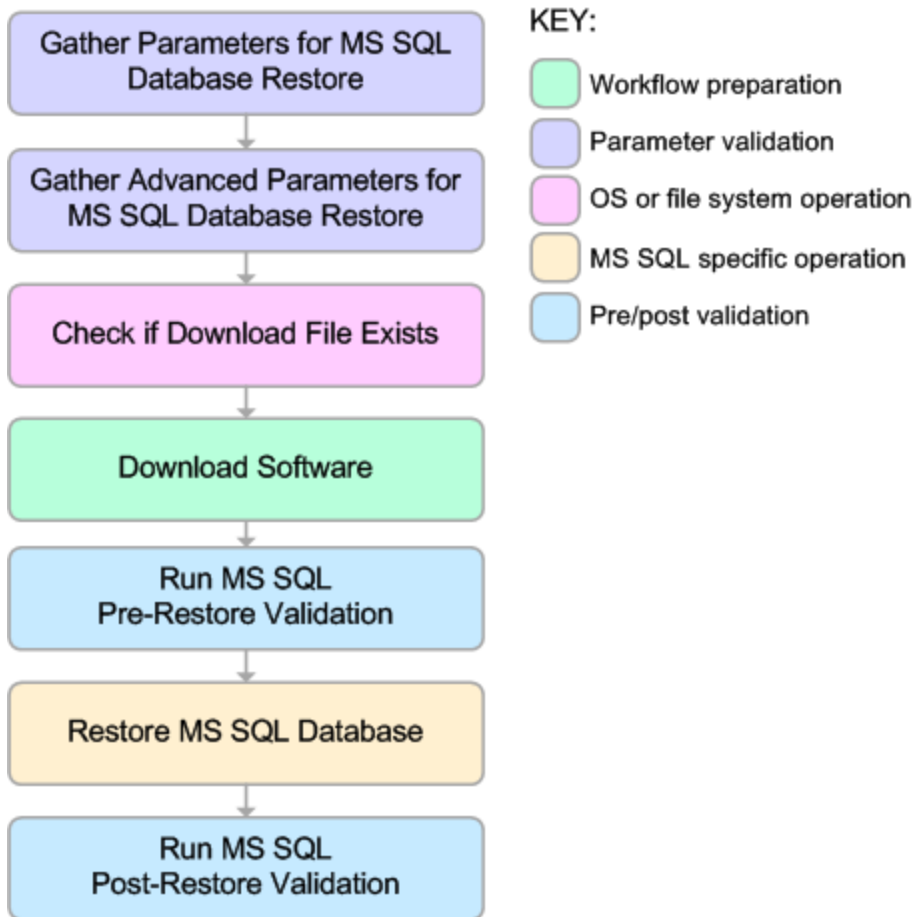 Gather Parameters for MS SQL
Database Restore
Gather Advanced Parameters for
MS SQL Database Restore
Check if Download File Exists
Download Software
Run MS SQL
Pre-Restore Validation
Restore MS SQL Database
Run MS SQL
Post-Restore Validation
KEY:
Workflow preparation
Parameter validation
OS or file system operation
MS SQL specific operation
Pre/post validation